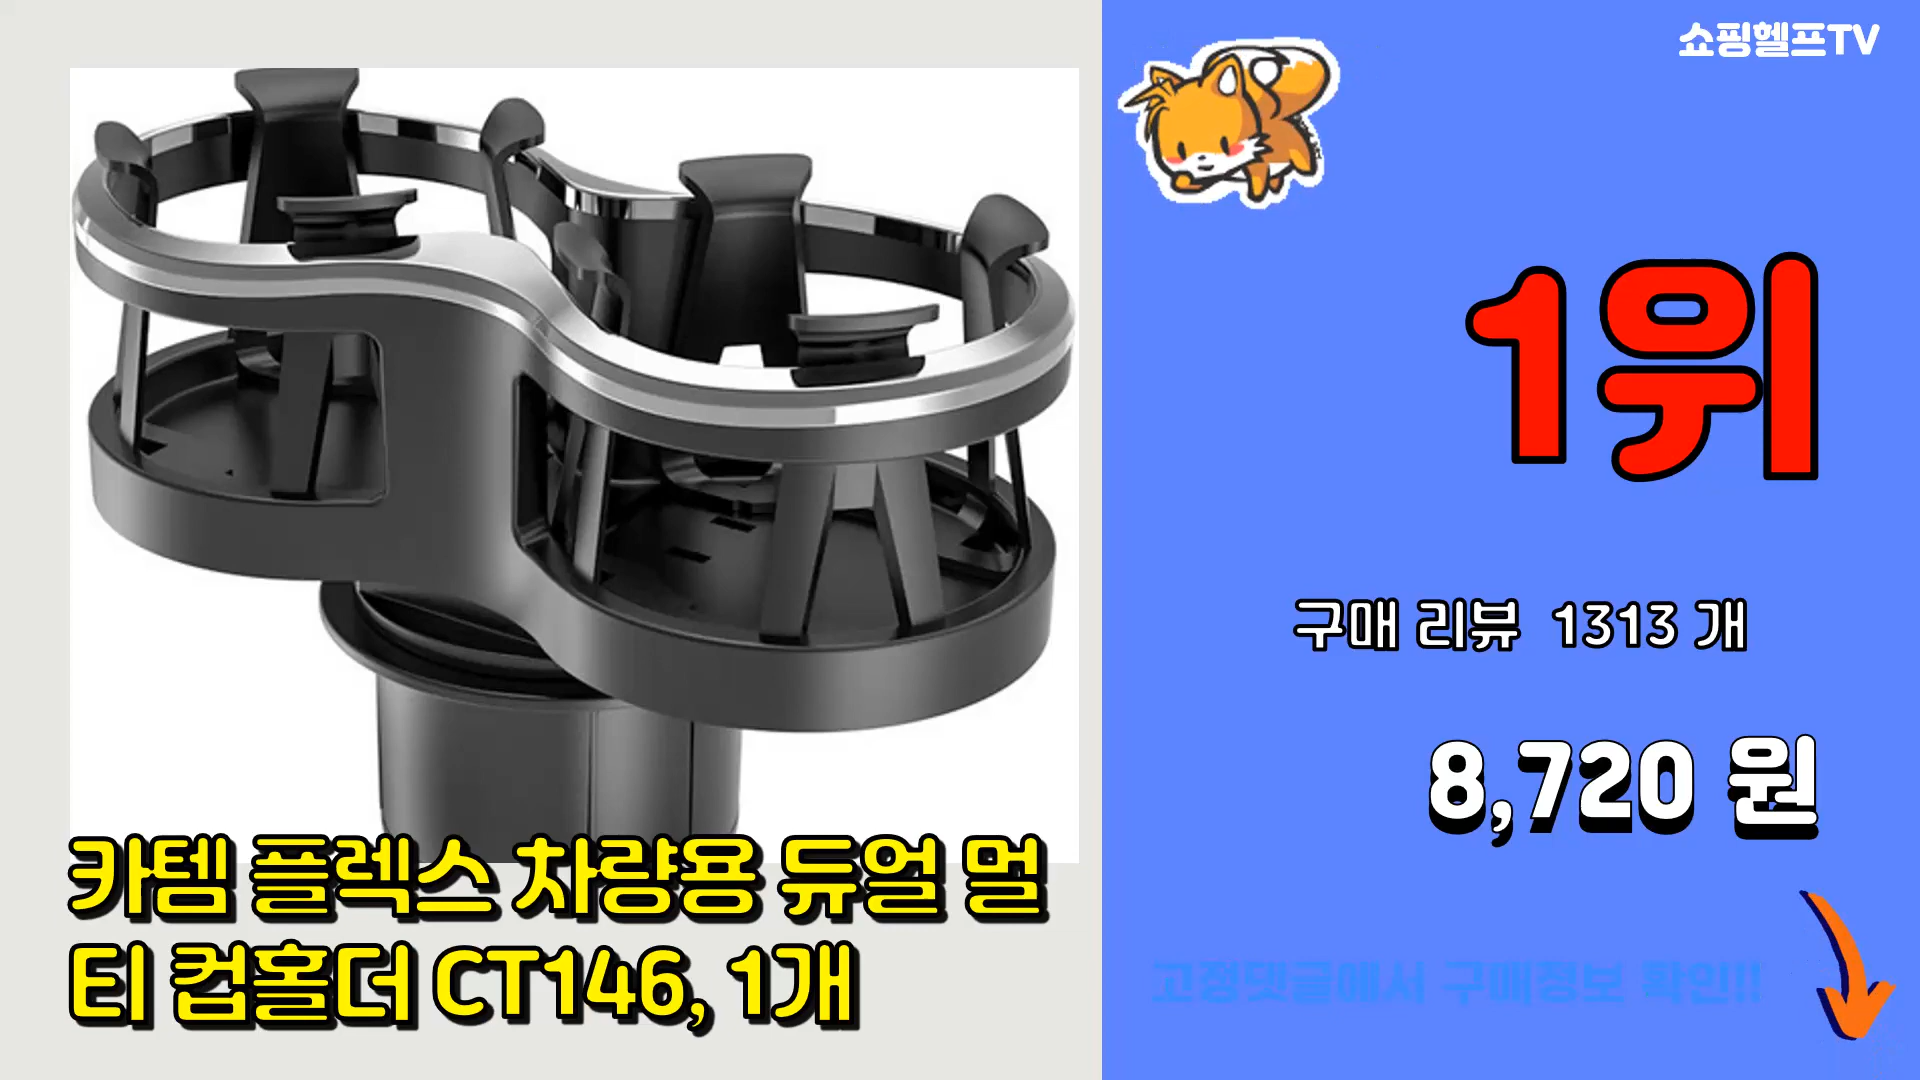 쇼핑헬프TV
1위
구매 리뷰 1313 개
8,720 원
카템 플렉스 차량용 듀얼 멀
티 컵홀더 CT146, 1개
고정댓글에서 구매정보 확인!!